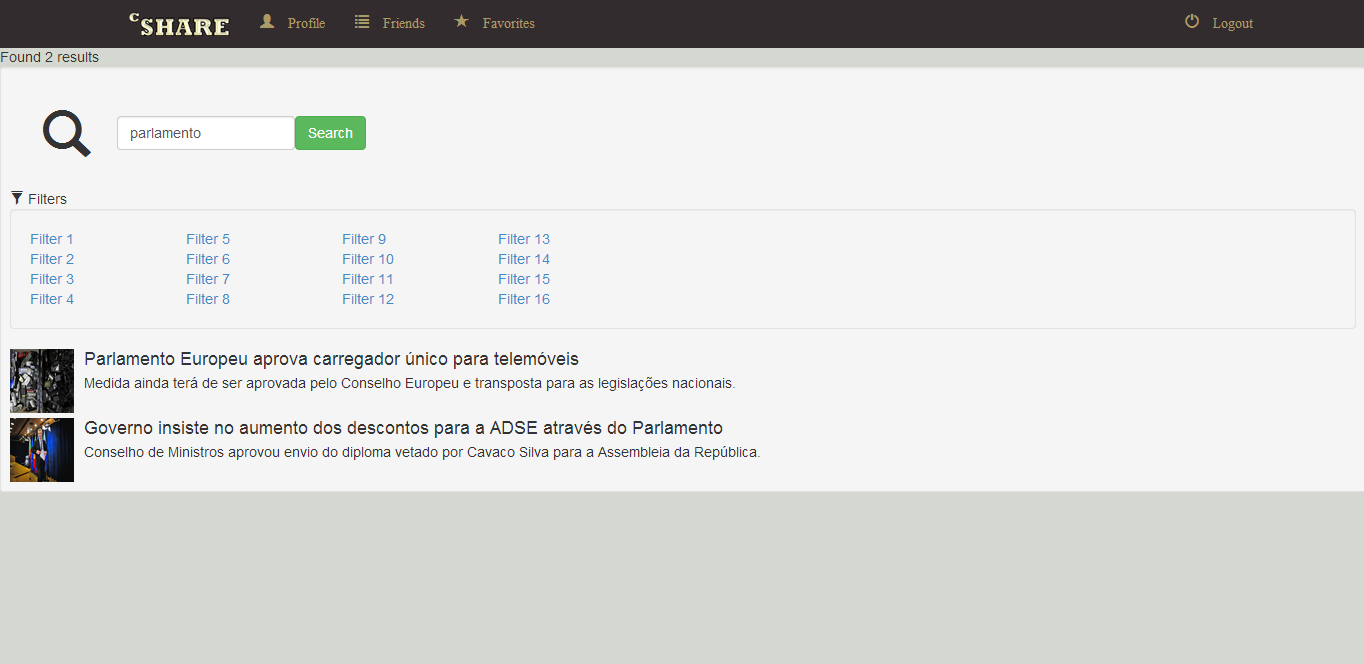 cSHARE Profile Friends Favorites Logout
Found 2 results
parlamento Search
Filters
Filter 1 Filter 5 Filter 9 Filter 13
Filter 2 Filter 6 Filter 10 Filter 14
Filter 3 Filter 7 Filter 11 Filter 15
Filter 4 Filter 8 Filter 12 Filter 16
Parlamento Europeu aprova carregador único para telemóveis
Medida ainda terá de ser aprovada pelo Conselho Europeu e transposta para as legislações nacionais.
Governo insiste no aumento dos descontos para a ADSE através do Parlamento
Conselho de Ministros aprovou envio do diploma vetado por Cavaco Silva para a Assembleia da República.